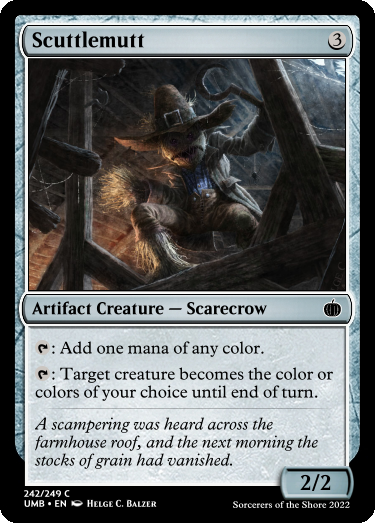 Scuttlemutt 3
Artifact Creature — Scarecrow
: Add one mana of any color.
: Target creature becomes the color or
colors of your choice until end of turn.
A scampering was heard across the
farmhouse roof, and the next morning the
stocks of grain had vanished.
2/2
242/249 C
UMB • EN Helge C. Balzer
Sorcerers of the Shore 2022